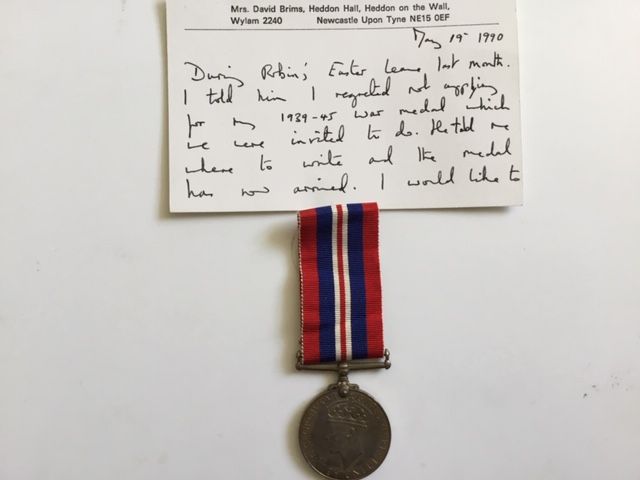 Mrs. David Brims, Heddon Hall, Heddon on the Wall,
Wylam 2240 Newcastle Upon Tyne NE15 0EF
May 19th 1990
During Robin's Easter leave last month.
I told him I regretted not applying
for my 1939-45 war medal which
we were invited to do. He told me
where to write and the medal
has now arrived. I would like to